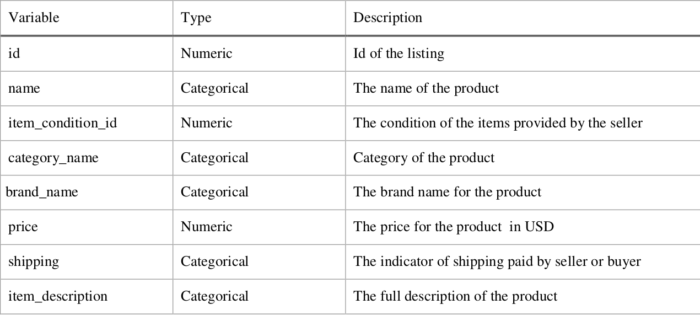 Variable Type Description
id Numeric Id of the listing
name Categorical The name of the product
item_condition_id Numeric The condition of the items provided by the seller
category_name Categorical Category of the product
brand_name Categorical The brand name for the product
price Numeric The price for the product in USD
shipping Categorical The indicator of shipping paid by seller or buyer
item_description Categorical The full description of the product